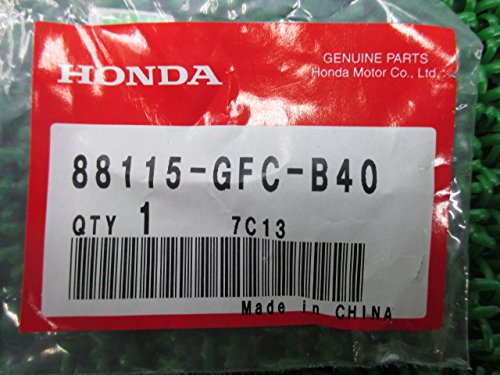 HONDA
GENUINE PARTS
Honda Motor Co., Ltd.
88115-GFC-B40
QTY 1 7C13
Made in CHINA